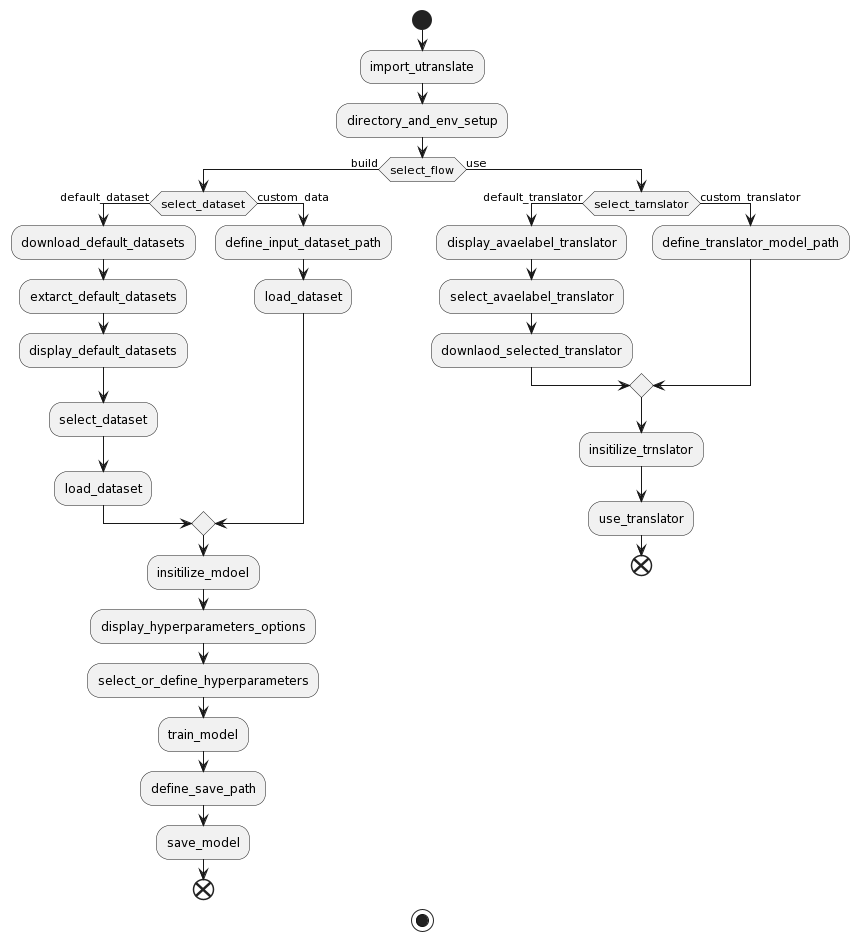 import_utranslate
directory_and_env_setup
build
select_flow
use
default_dataset
select_dataset
custom_data
download_default_datasets
extarct_default_datasets
display_default_datasets
select_dataset
load_dataset
define_input_dataset_path
load_dataset
insitilize_mdoel
display_hyperparameters_options
select_or_define_hyperparameters
train_model
define_save_path
save_model
default_translator
select_tarnslator
custom_translator
display_avaelabel_translator
select_avaelabel_translator
downlaod_selected_translator
define_translator_model_path
insitilize_trnslator
use_translator